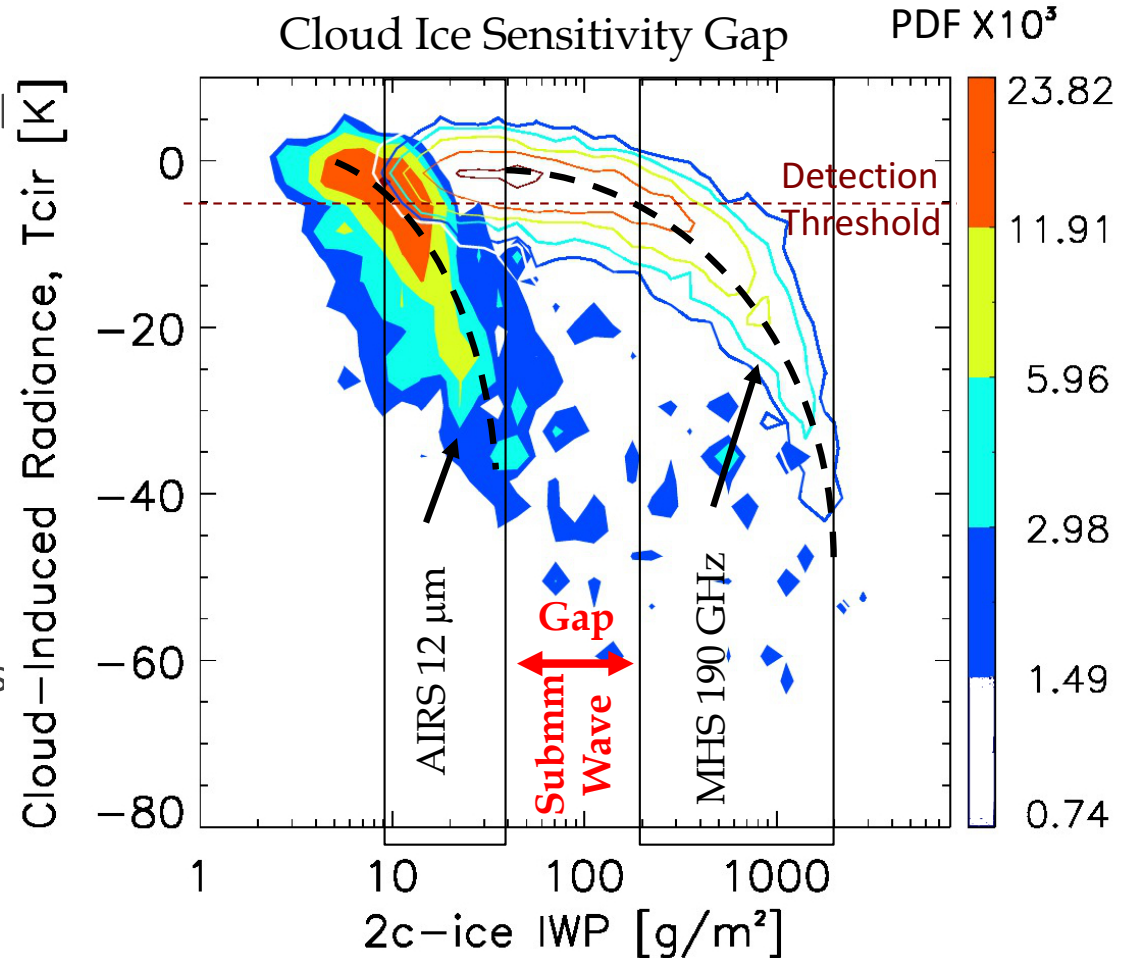 Cloud Ice Sensitivity Gap
PDF X10³
Cloud−Induced Radiance, Tcir [K]
0
−20
−40
−60
−80
Detection
Threshold
AIRS 12 µm
Gap
Submm
Wave
MHS 190 GHz
23.82
11.91
5.96
2.98
1.49
0.74
1
10
100
1000
2c−ice IWP [g/m²]